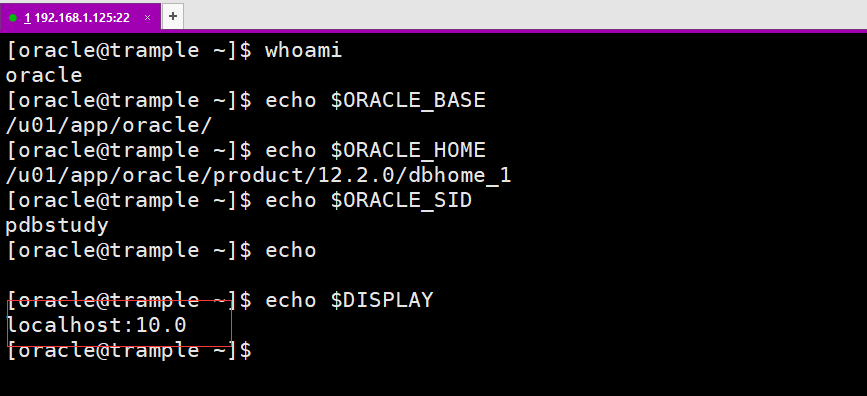 1 192.168.1.125:22 × +
[oracle@trample ~]$ whoami
oracle
[oracle@trample ~]$ echo $ORACLE_BASE
/u01/app/oracle/
[oracle@trample ~]$ echo $ORACLE_HOME
/u01/app/oracle/product/12.2.0/dbhome_1
[oracle@trample ~]$ echo $ORACLE_SID
pdbstudy
[oracle@trample ~]$ echo
[oracle@trample ~]$ echo $DISPLAY
localhost:10.0
[oracle@trample ~]$